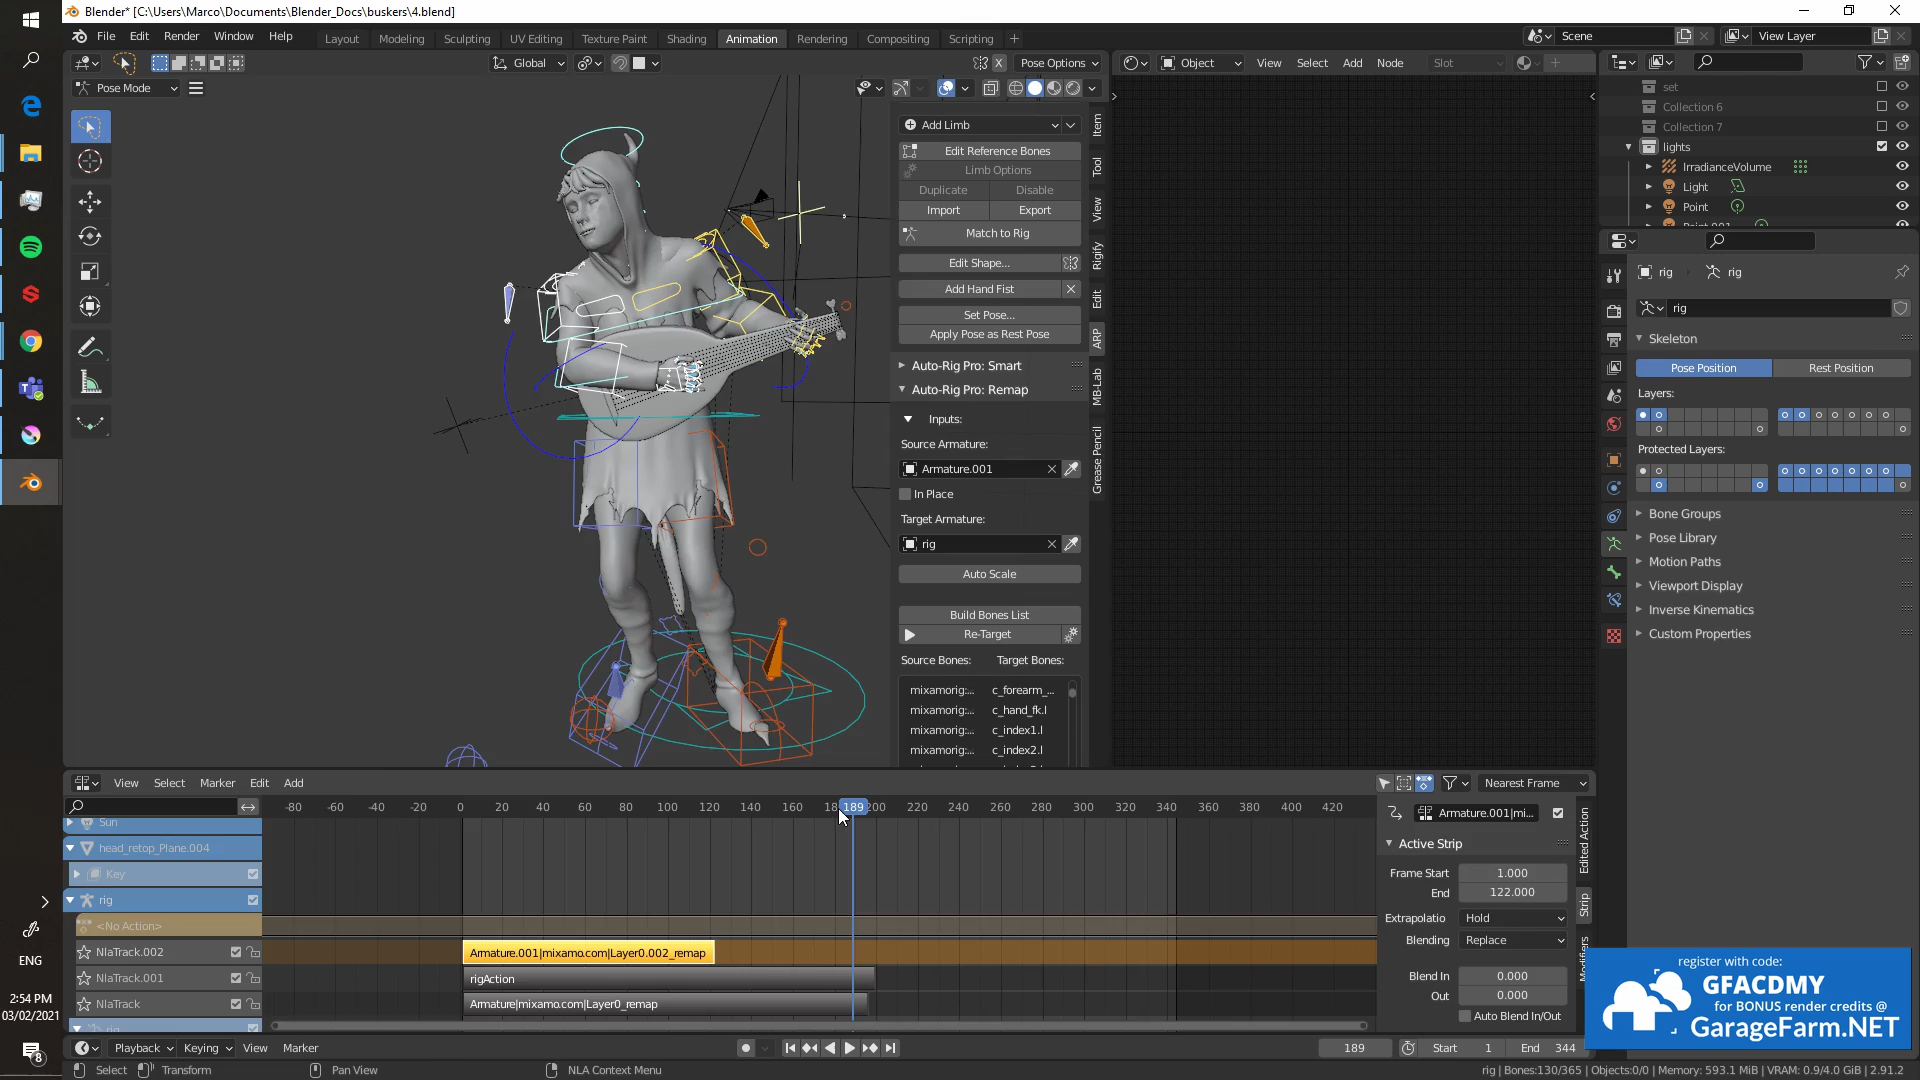 Blender* [C:\Users\Marco\Documents\Blender_Docs\buskers\4.blend]
File Edit Render Window Help
Layout Modeling Sculpting UV Editing Texture Paint Shading Animation Rendering Compositing Scripting
Scene
View Layer
Global
Pose Options
Object View Select Add Node Slot
Pose Mode
Add Limb
Edit Reference Bones
Limb Options
Duplicate Disable
Import Export
Match to Rig
Edit Shape...
Add Hand Fist
Set Pose...
Apply Pose as Rest Pose
Auto-Rig Pro: Smart
Auto-Rig Pro: Remap
Inputs:
Source Armature:
Armature.001
In Place
Target Armature:
rig
Auto Scale
Build Bones List
Re-Target
Source Bones: Target Bones:
mixamorig:... c_forearm_...
mixamorig:... c_hand_fk.l
mixamorig:... c_index1.l
mixamorig:... c_index2.l
Item
Tool
View
Rigify
Edit
ARP
MB-Lab
Grease Pencil
set
Collection 6
Collection 7
lights
IrradianceVolume
Light
Point
rig rig
rig
Skeleton
Pose Position Rest Position
Layers:
Protected Layers:
Bone Groups
Pose Library
Motion Paths
Viewport Display
Inverse Kinematics
Custom Properties
View Select Marker Edit Add
Nearest Frame
-80 -60 -40 -20 0 20 40 60 80 100 120 140 160 189 200 220 240 260 280 300 320 340 360 380 400 420
Sun
head_retop_Plane.004
Key
rig
<No Action>
NlaTrack.002
NlaTrack.001
NlaTrack
Armature.001|mixamo.com|Layer0.002_remap
rigAction
Armature|mixamo.com|Layer0_remap
Armature.001|mi...
Active Strip
Frame Start 1.000
End 122.000
Extrapolatio Hold
Blending Replace
Blend In 0.000
Out 0.000
Auto Blend In/Out
Edited Action
Strip
Modifiers
Playback Keying View Marker
189 Start 1 End 344
Select Transform Pan View NLA Context Menu
rig | Bones:130/365 | Objects:0/0 | Memory: 593.1 MiB | VRAM: 0.9/4.0 GiB | 2.91.2
ENG
2:54 PM
03/02/2021
8
register with code:
GFACDMY
for BONUS render credits @
GarageFarm.NET